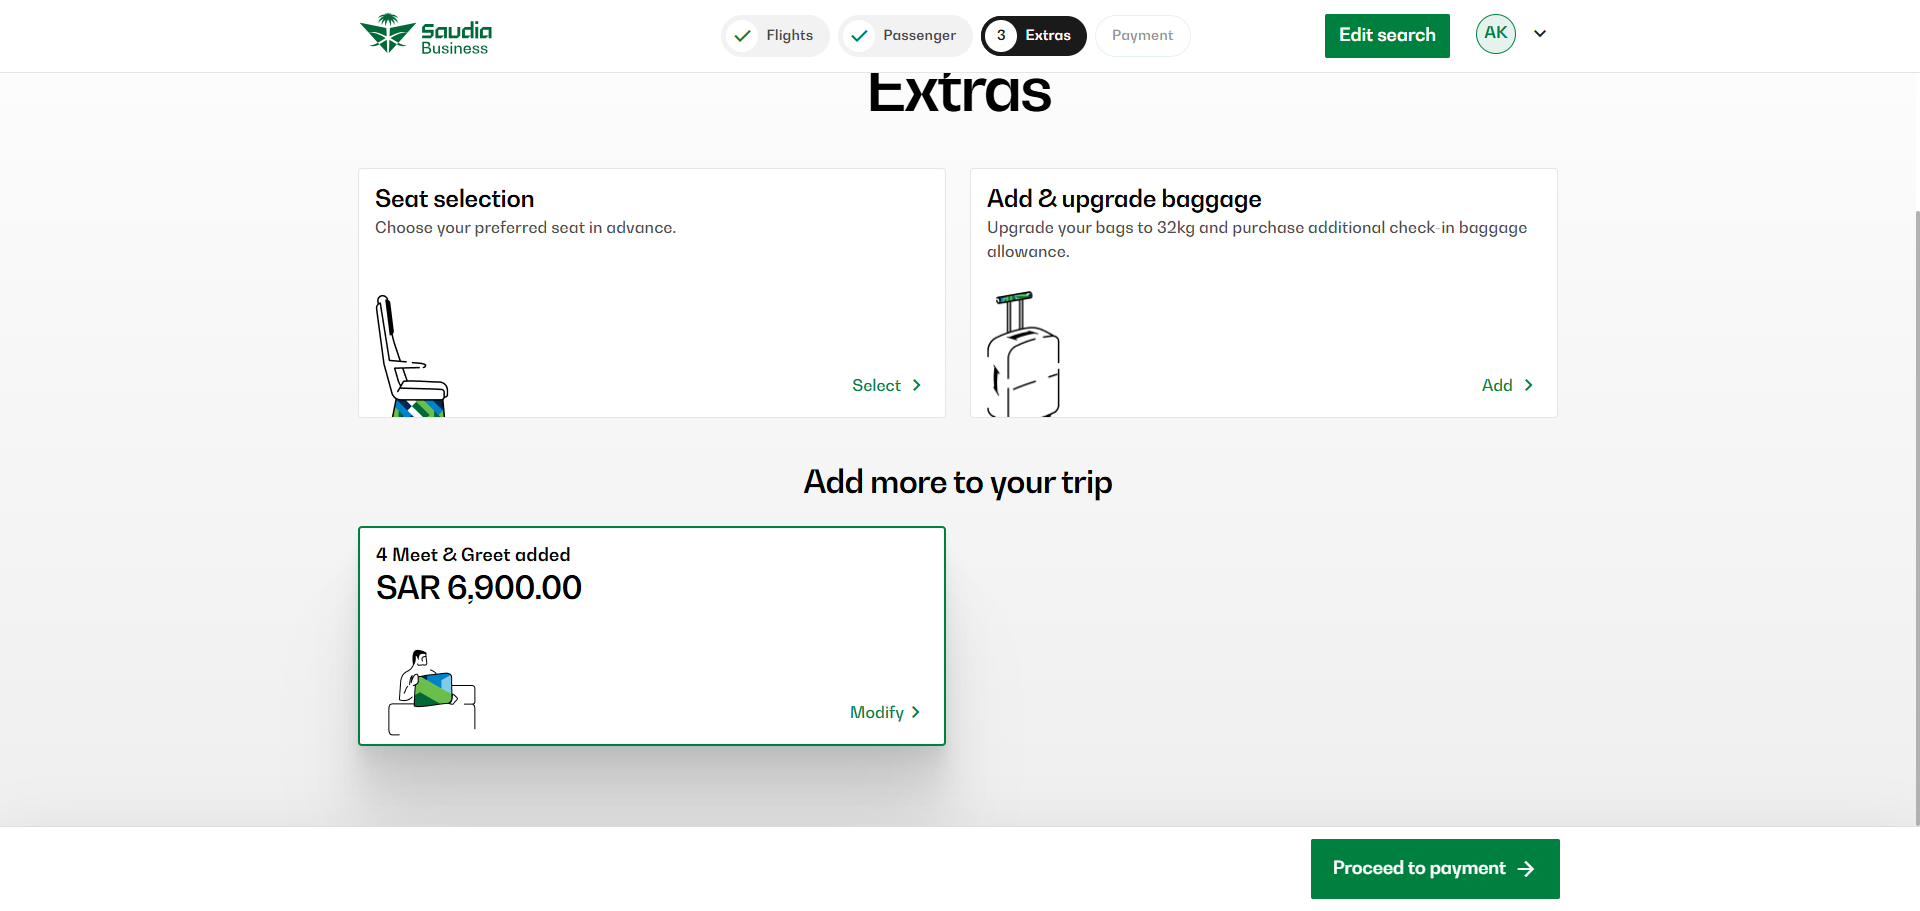 Saudia
Business
Flights
Passenger
3 Extras
Payment
Edit search
AK
Extras
Seat selection
Choose your preferred seat in advance.
Select
Add & upgrade baggage
Upgrade your bags to 32kg and purchase additional check-in baggage
allowance.
Add
Add more to your trip
4 Meet & Greet added
SAR 6,900.00
Modify
Proceed to payment